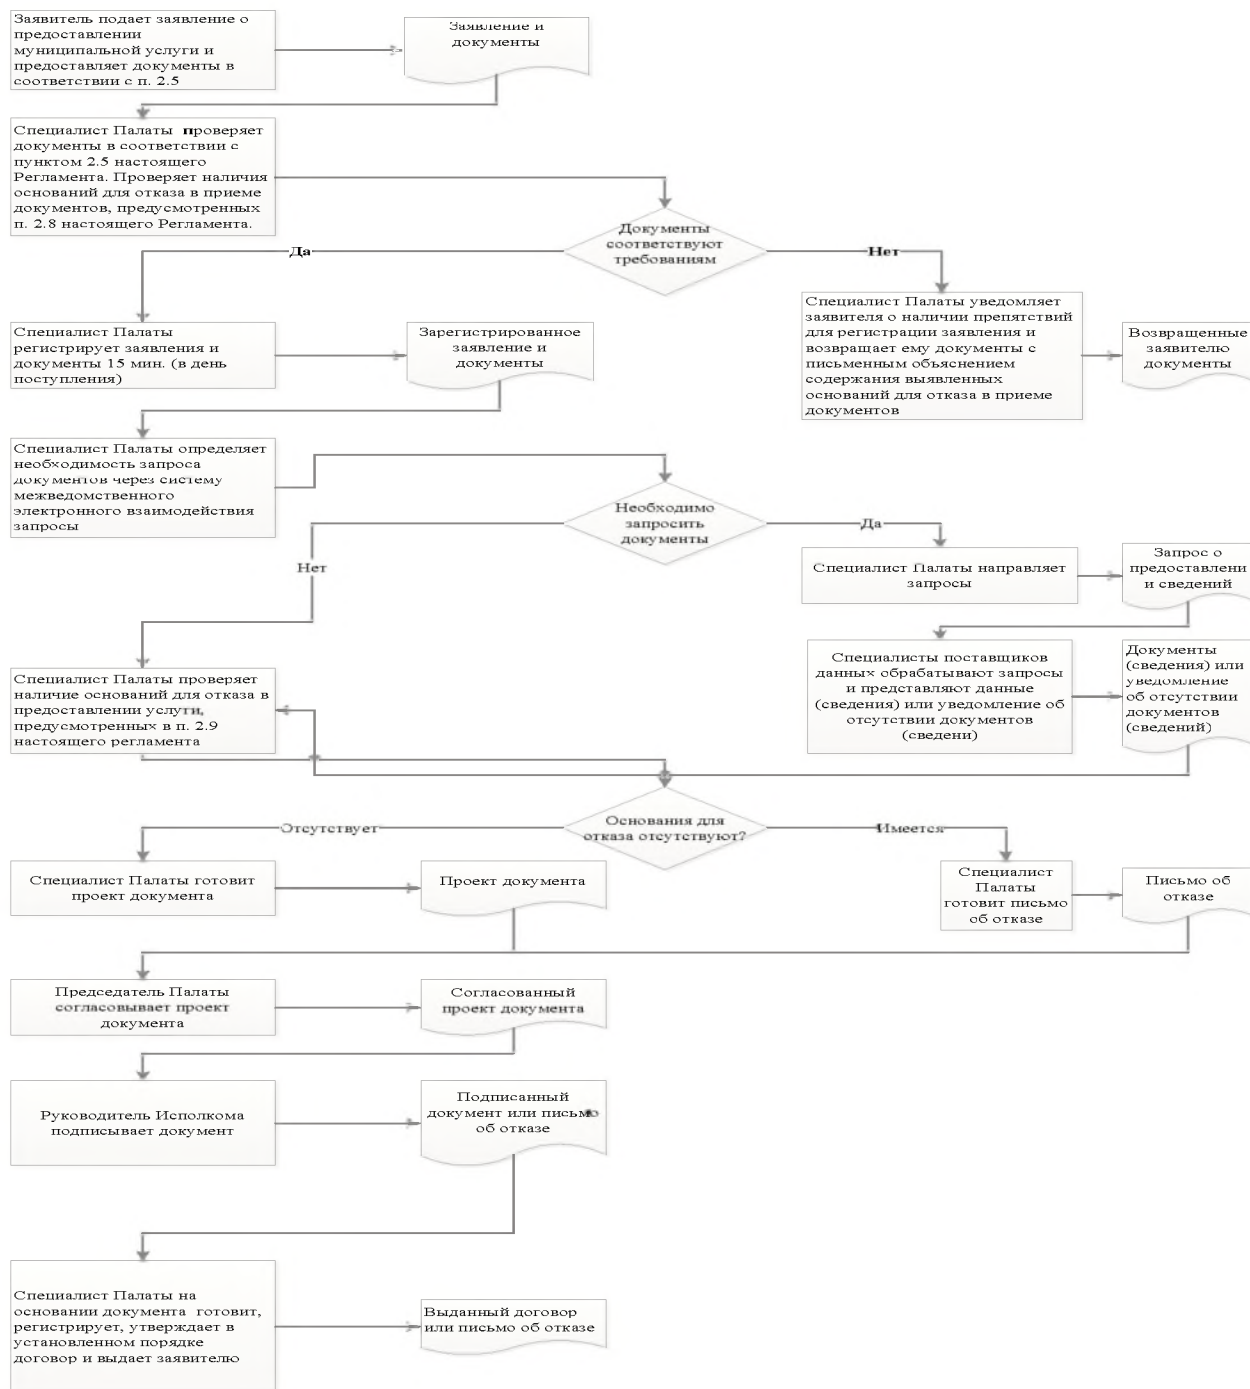 Заявитель подает заявление о
предоставлении
муниципальной услуги и
предоставляет документы в
соответствии с п. 2.5
Заявление и
документы
Специалист Палаты проверяет
документы в соответствии с
пунктом 2.5 настоящего
Регламента. Проверяет наличия
оснований для отказа в приеме
документов, предусмотренных
п. 2.8 настоящего Регламента.
Документы
соответствуют
требованиям
Да
Нет
Специалист Палаты
регистрирует заявления и
документы 15 мин. (в день
поступления)
Зарегистрированное
заявление и
документы
Специалист Палаты уведомляет
заявителя о наличии препятствий
для регистрации заявления и
возвращает ему документы с
письменным объяснением
содержания выявленных
оснований для отказа в приеме
документов
Возвращенные
заявителю
документы
Специалист Палаты определяет
необходимость запроса
документов через систему
межведомственного
электронного взаимодействия
запросы
Необходимо
запросить
документы
Да
Нет
Специалист Палаты направляет
запросы
Запрос о
предоставлени
и сведений
Специалисты поставщиков
данных обрабатывают запросы
и представляют данные
(сведения) или уведомление об
отсутствии документов
(сведени)
Документы
(сведения) или
уведомление
об отсутствии
документов
(сведений)
Специалист Палаты проверяет
наличие оснований для отказа в
предоставлении услуги,
предусмотренных в п. 2.9
настоящего регламента
Основания для
отказа отсутствуют?
Отсутствует
Имеется
Специалист Палаты готовит
проект документа
Проект документа
Специалист
Палаты
готовит письмо
об отказе
Письмо об
отказе
Председатель Палаты
согласовывает проект
документа
Согласованный
проект документа
Руководитель Исполкома
подписывает документ
Подписанный
документ или письмо
об отказе
Специалист Палаты на
основании документа готовит,
регистрирует, утверждает в
установленном порядке
договор и выдает заявителю
Выданный договор
или письмо об отказе